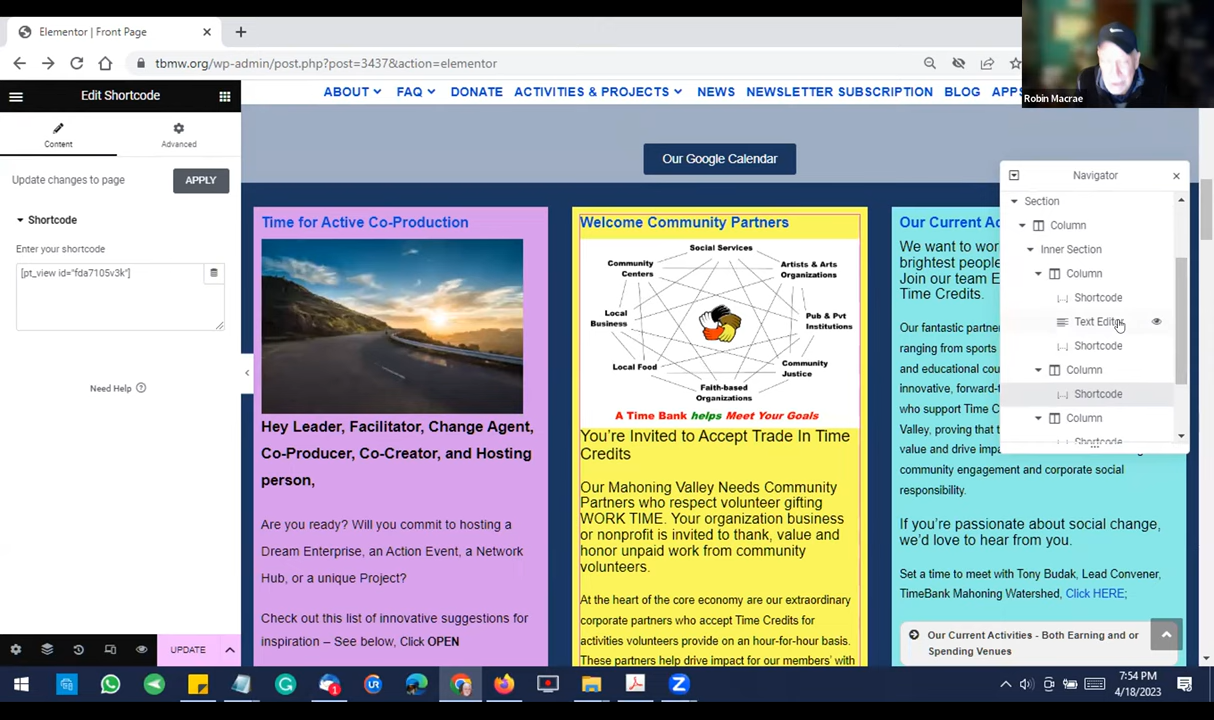 Elementor | Front Page
tbmw.org/wp-admin/post.php?post=3437&action=elementor
Robin Macrae
Edit Shortcode
Content
Advanced
Update changes to page
APPLY
Shortcode
Enter your shortcode
[pt_view id="fda7105v3k"]
Need Help
UPDATE
ABOUT
FAQ
DONATE
ACTIVITIES & PROJECTS
NEWS
NEWSLETTER SUBSCRIPTION
BLOG
APPS
Our Google Calendar
Time for Active Co-Production
Hey Leader, Facilitator, Change Agent,
Co-Producer, Co-Creator, and Hosting
person,
Are you ready? Will you commit to hosting a
Dream Enterprise, an Action Event, a Network
Hub, or a unique Project?
Check out this list of innovative suggestions for
inspiration – See below, Click OPEN
Welcome Community Partners
Social Services
Community
Centers
Artists & Arts
Organizations
Local
Business
Pub & Pvt
Institutions
Local Food
Community
Justice
Faith-based
Organizations
A Time Bank helps Meet Your Goals
You're Invited to Accept Trade In Time
Credits
Our Mahoning Valley Needs Community
Partners who respect volunteer gifting
WORK TIME. Your organization business
or nonprofit is invited to thank, value and
honor unpaid work from community
volunteers.
At the heart of the core economy are our extraordinary
corporate partners who accept Time Credits for
activities volunteers provide on an hour-for-hour basis.
These partners help drive impact for our members' with
Our Current Ac
We want to wor
brightest people
Join our team E
Time Credits.
Our fantastic partne
ranging from sports
and educational cou
innovative, forward-t
who support Time C
Valley, proving that t
value and drive impa
community engagement and corporate social
responsibility.
If you're passionate about social change,
we'd love to hear from you.
Set a time to meet with Tony Budak, Lead Convener,
TimeBank Mahoning Watershed, Click HERE;
Our Current Activities - Both Earning and or
Spending Venues
Navigator
Section
Column
Inner Section
Column
Shortcode
Text Editor
Shortcode
Column
Shortcode
Column
Shortcode
7:54 PM
4/18/2023